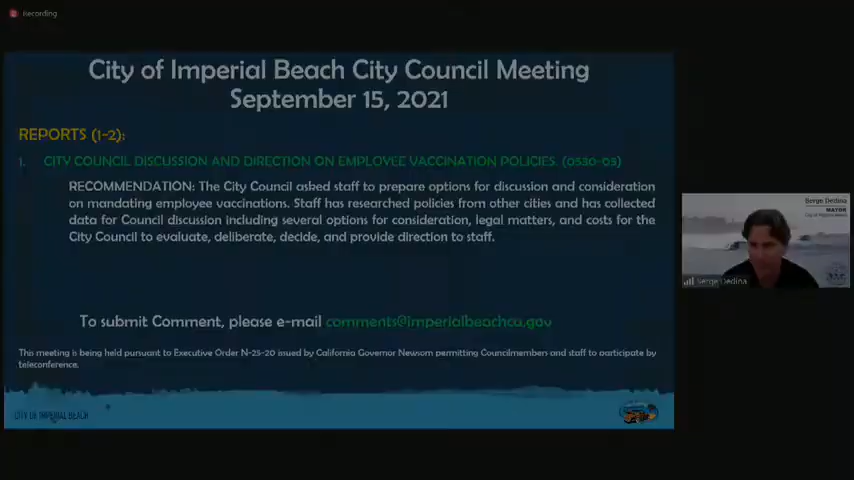 Recording
City of Imperial Beach City Council Meeting
September 15, 2021
REPORTS (1-2):
1. CITY COUNCIL DISCUSSION AND DIRECTION ON EMPLOYEE VACCINATION POLICIES. (0530-05)
RECOMMENDATION: The City Council asked staff to prepare options for discussion and consideration
on mandating employee vaccinations. Staff has researched policies from other cities and has collected
data for Council discussion including several options for consideration, legal matters, and costs for the
City Council to evaluate, deliberate, decide, and provide direction to staff.
Serge Dedina
MAYOR
Serge Dedina
To submit Comment, please e-mail comments@imperialbeachca.gov
This meeting is being held pursuant to Executive Order N-25-20 issued by California Governor Newsom permitting Councilmembers and staff to participate by
teleconference.
CITY OF IMPERIAL BEACH